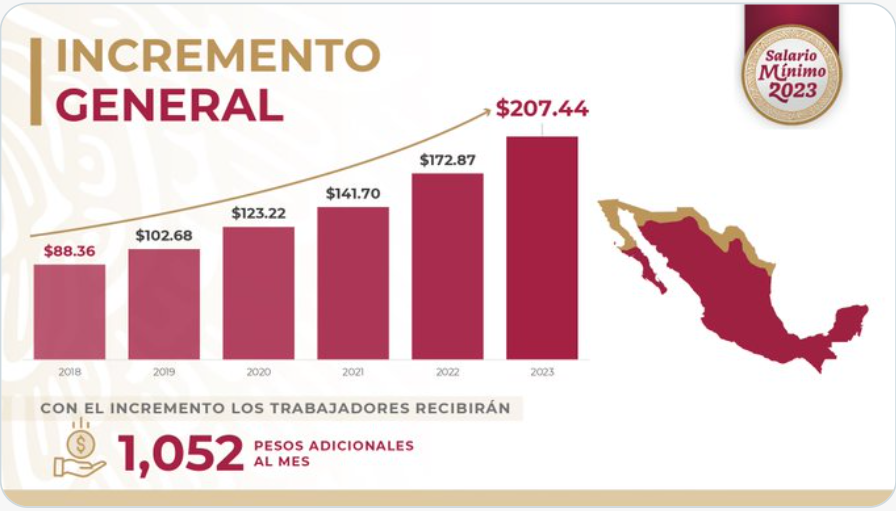 INCREMENTO
GENERAL
Salario
Mínimo
2023
$88.36
$102.68
$123.22
$141.70
$172.87
$207.44
2018
2019
2020
2021
2022
2023
CON EL INCREMENTO LOS TRABAJADORES RECIBIRÁN
$
1,052
PESOS ADICIONALES
AL MES